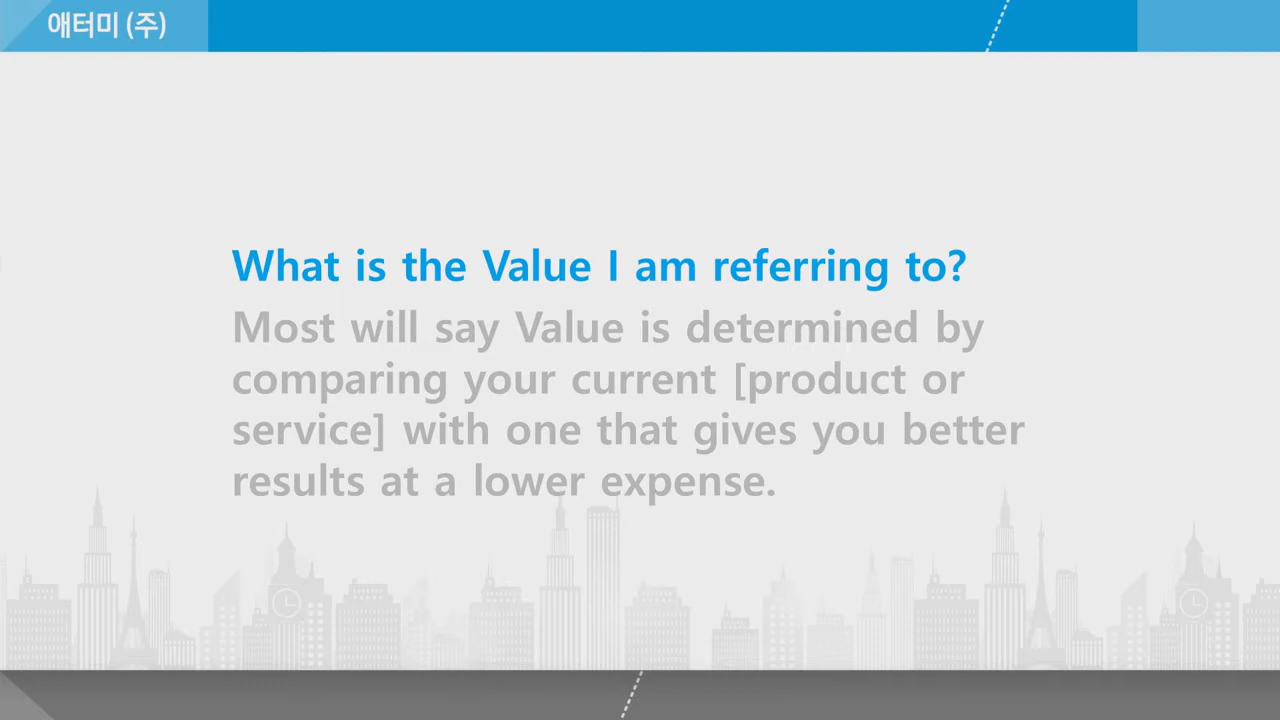 애터미 (주)
What is the Value I am referring to?
Most will say Value is determined by
comparing your current [product or
service] with one that gives you better
results at a lower expense.